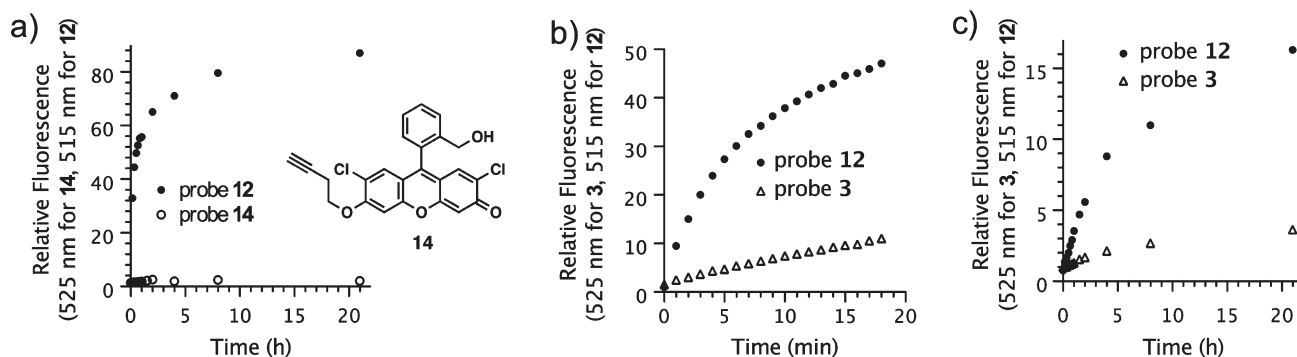 a)
Relative Fluorescence
(525 nm for 14, 515 nm for 12)
80
60
40
20
0
0 5 10 15 20
Time (h)
probe 12
probe 14
OH
Cl
Cl
O
O
O
14
b)
Relative Fluorescence
(525 nm for 3, 515 nm for 12)
50
40
30
20
10
0
0 5 10 15 20
Time (min)
probe 12
probe 3
c)
Relative Fluorescence
(525 nm for 3, 515 nm for 12)
15
10
5
0
0 5 10 15 20
Time (h)
probe 12
probe 3